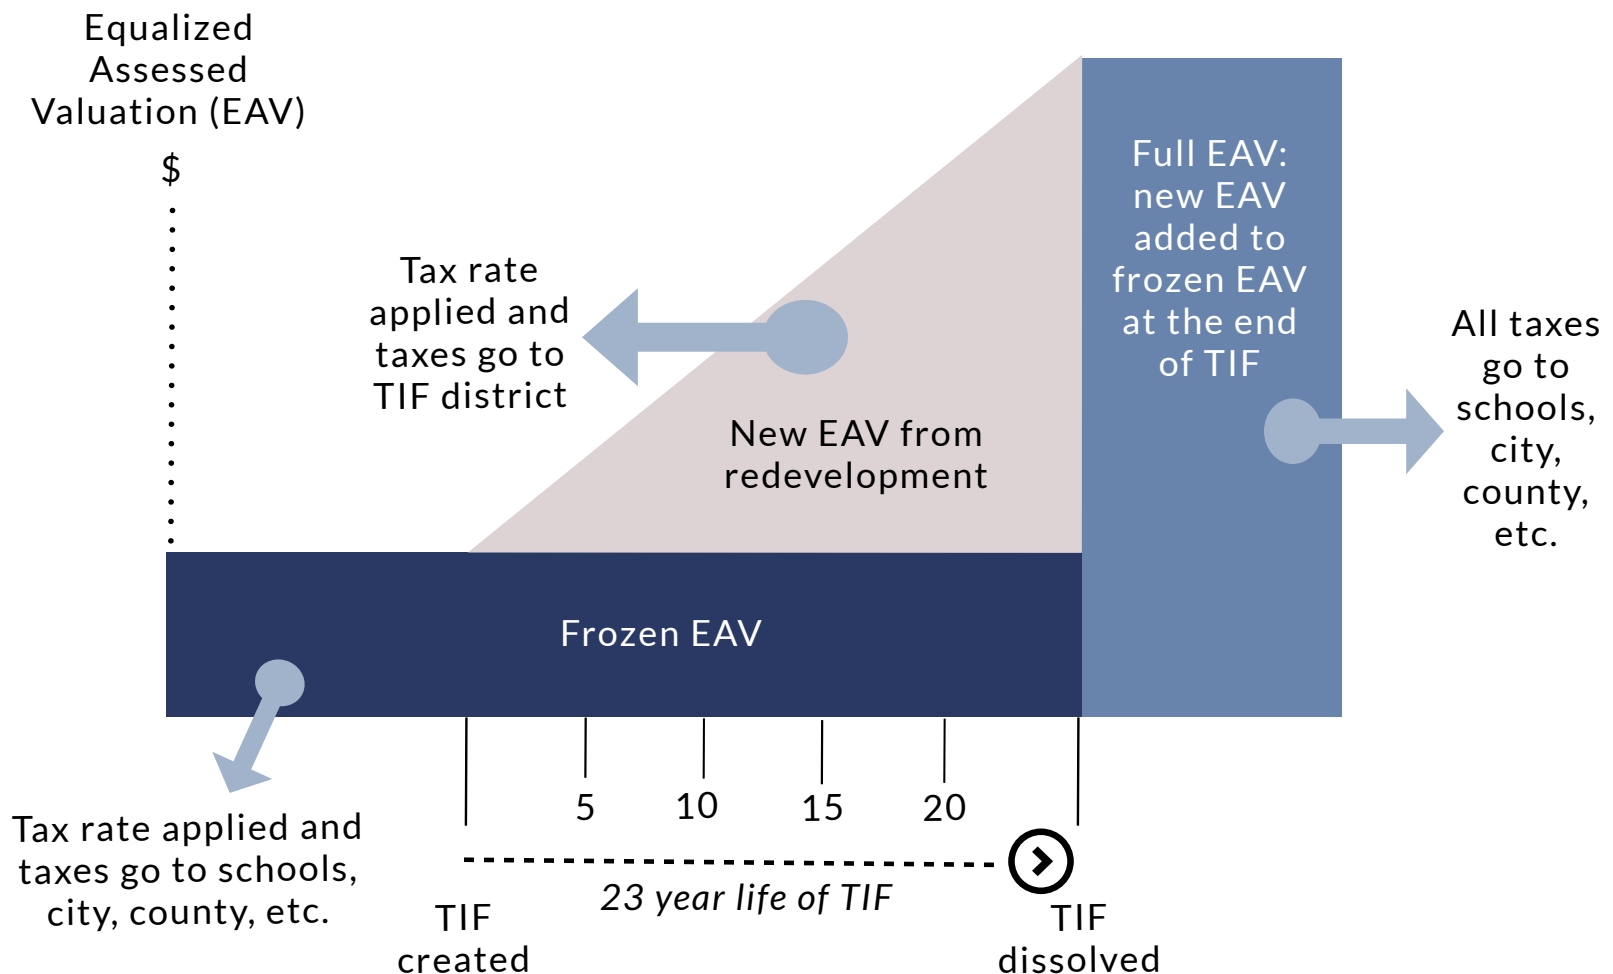 Equalized
Assessed
Valuation (EAV)
$
Tax rate
applied and
taxes go to
TIF district
New EAV from
redevelopment
Full EAV:
new EAV
added to
frozen EAV
at the end
of TIF
All taxes
go to
schools,
city,
county,
etc.
Frozen EAV
Tax rate applied and
taxes go to schools,
city, county, etc.
5
10
15
20
23 year life of TIF
TIF
created
TIF
dissolved